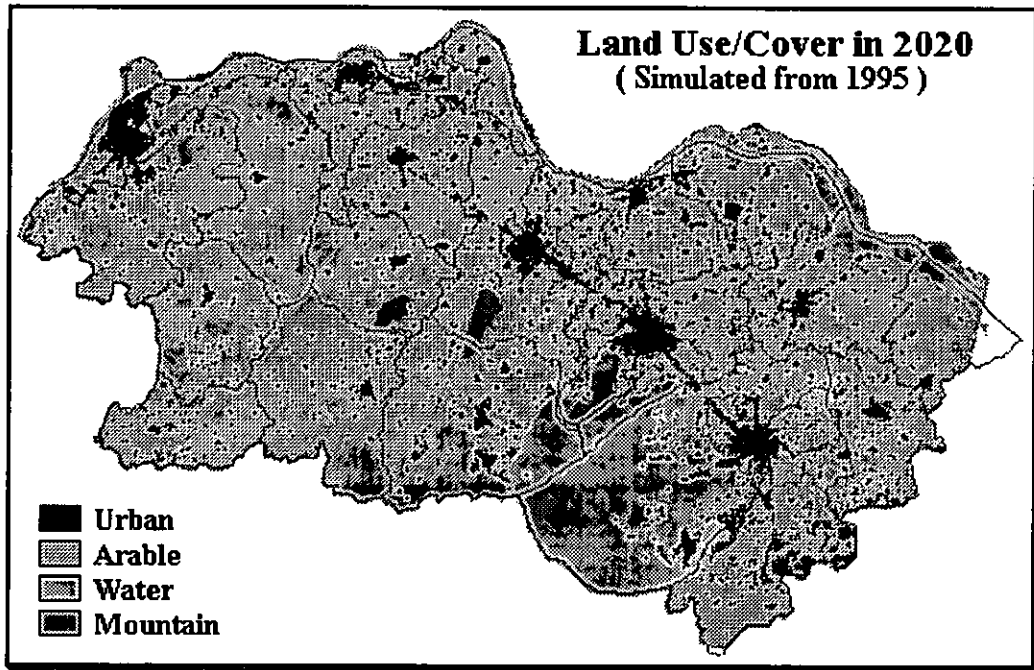 Land Use/Cover in 2020
( Simulated from 1995 )
Urban
Arable
Water
Mountain